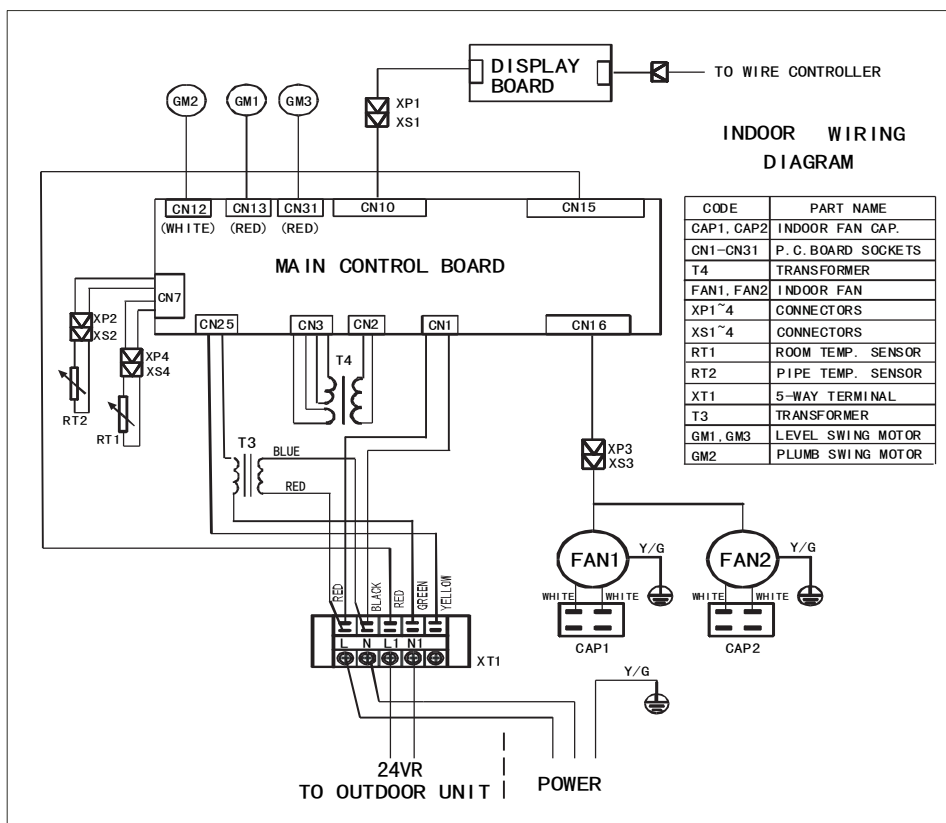 DISPLAY BOARD
TO WIRE CONTROLLER
XP1
XS1
GM2
GM1
GM3
INDOOR WIRING
DIAGRAM
CN12
CN13
CN31
CN10
CN15
(WHITE)
(RED)
(RED)
MAIN CONTROL BOARD
CN7
CN25
CN3
CN2
CN1
CN16
CODE PART NAME
CAP1, CAP2 INDOOR FAN CAP.
CN1-CN31 P.C.BOARD SOCKETS
T4 TRANSFORMER
FAN1, FAN2 INDOOR FAN
XP1~4 CONNECTORS
XS1~4 CONNECTORS
RT1 ROOM TEMP. SENSOR
RT2 PIPE TEMP. SENSOR
XT1 5-WAY TERMINAL
T3 TRANSFORMER
GM1, GM3 LEVEL SWING MOTOR
GM2 PLUMB SWING MOTOR
XP2
XS2
XP4
XS4
RT2
RT1
T4
T3
BLUE
RED
XP3
XS3
FAN1
Y/G
FAN2
Y/G
WHITE
WHITE
WHITE
WHITE
CAP1
CAP2
RED
BLACK
RED
GREEN
YELLOW
L N L1 N1
XT1
Y/G
24VR
TO OUTDOOR UNIT
POWER